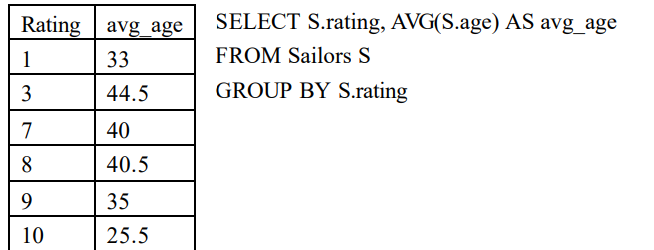 Rating avg_age
1 33
3 44.5
7 40
8 40.5
9 35
10 25.5
SELECT S.rating, AVG(S.age) AS avg_age
FROM Sailors S
GROUP BY S.rating